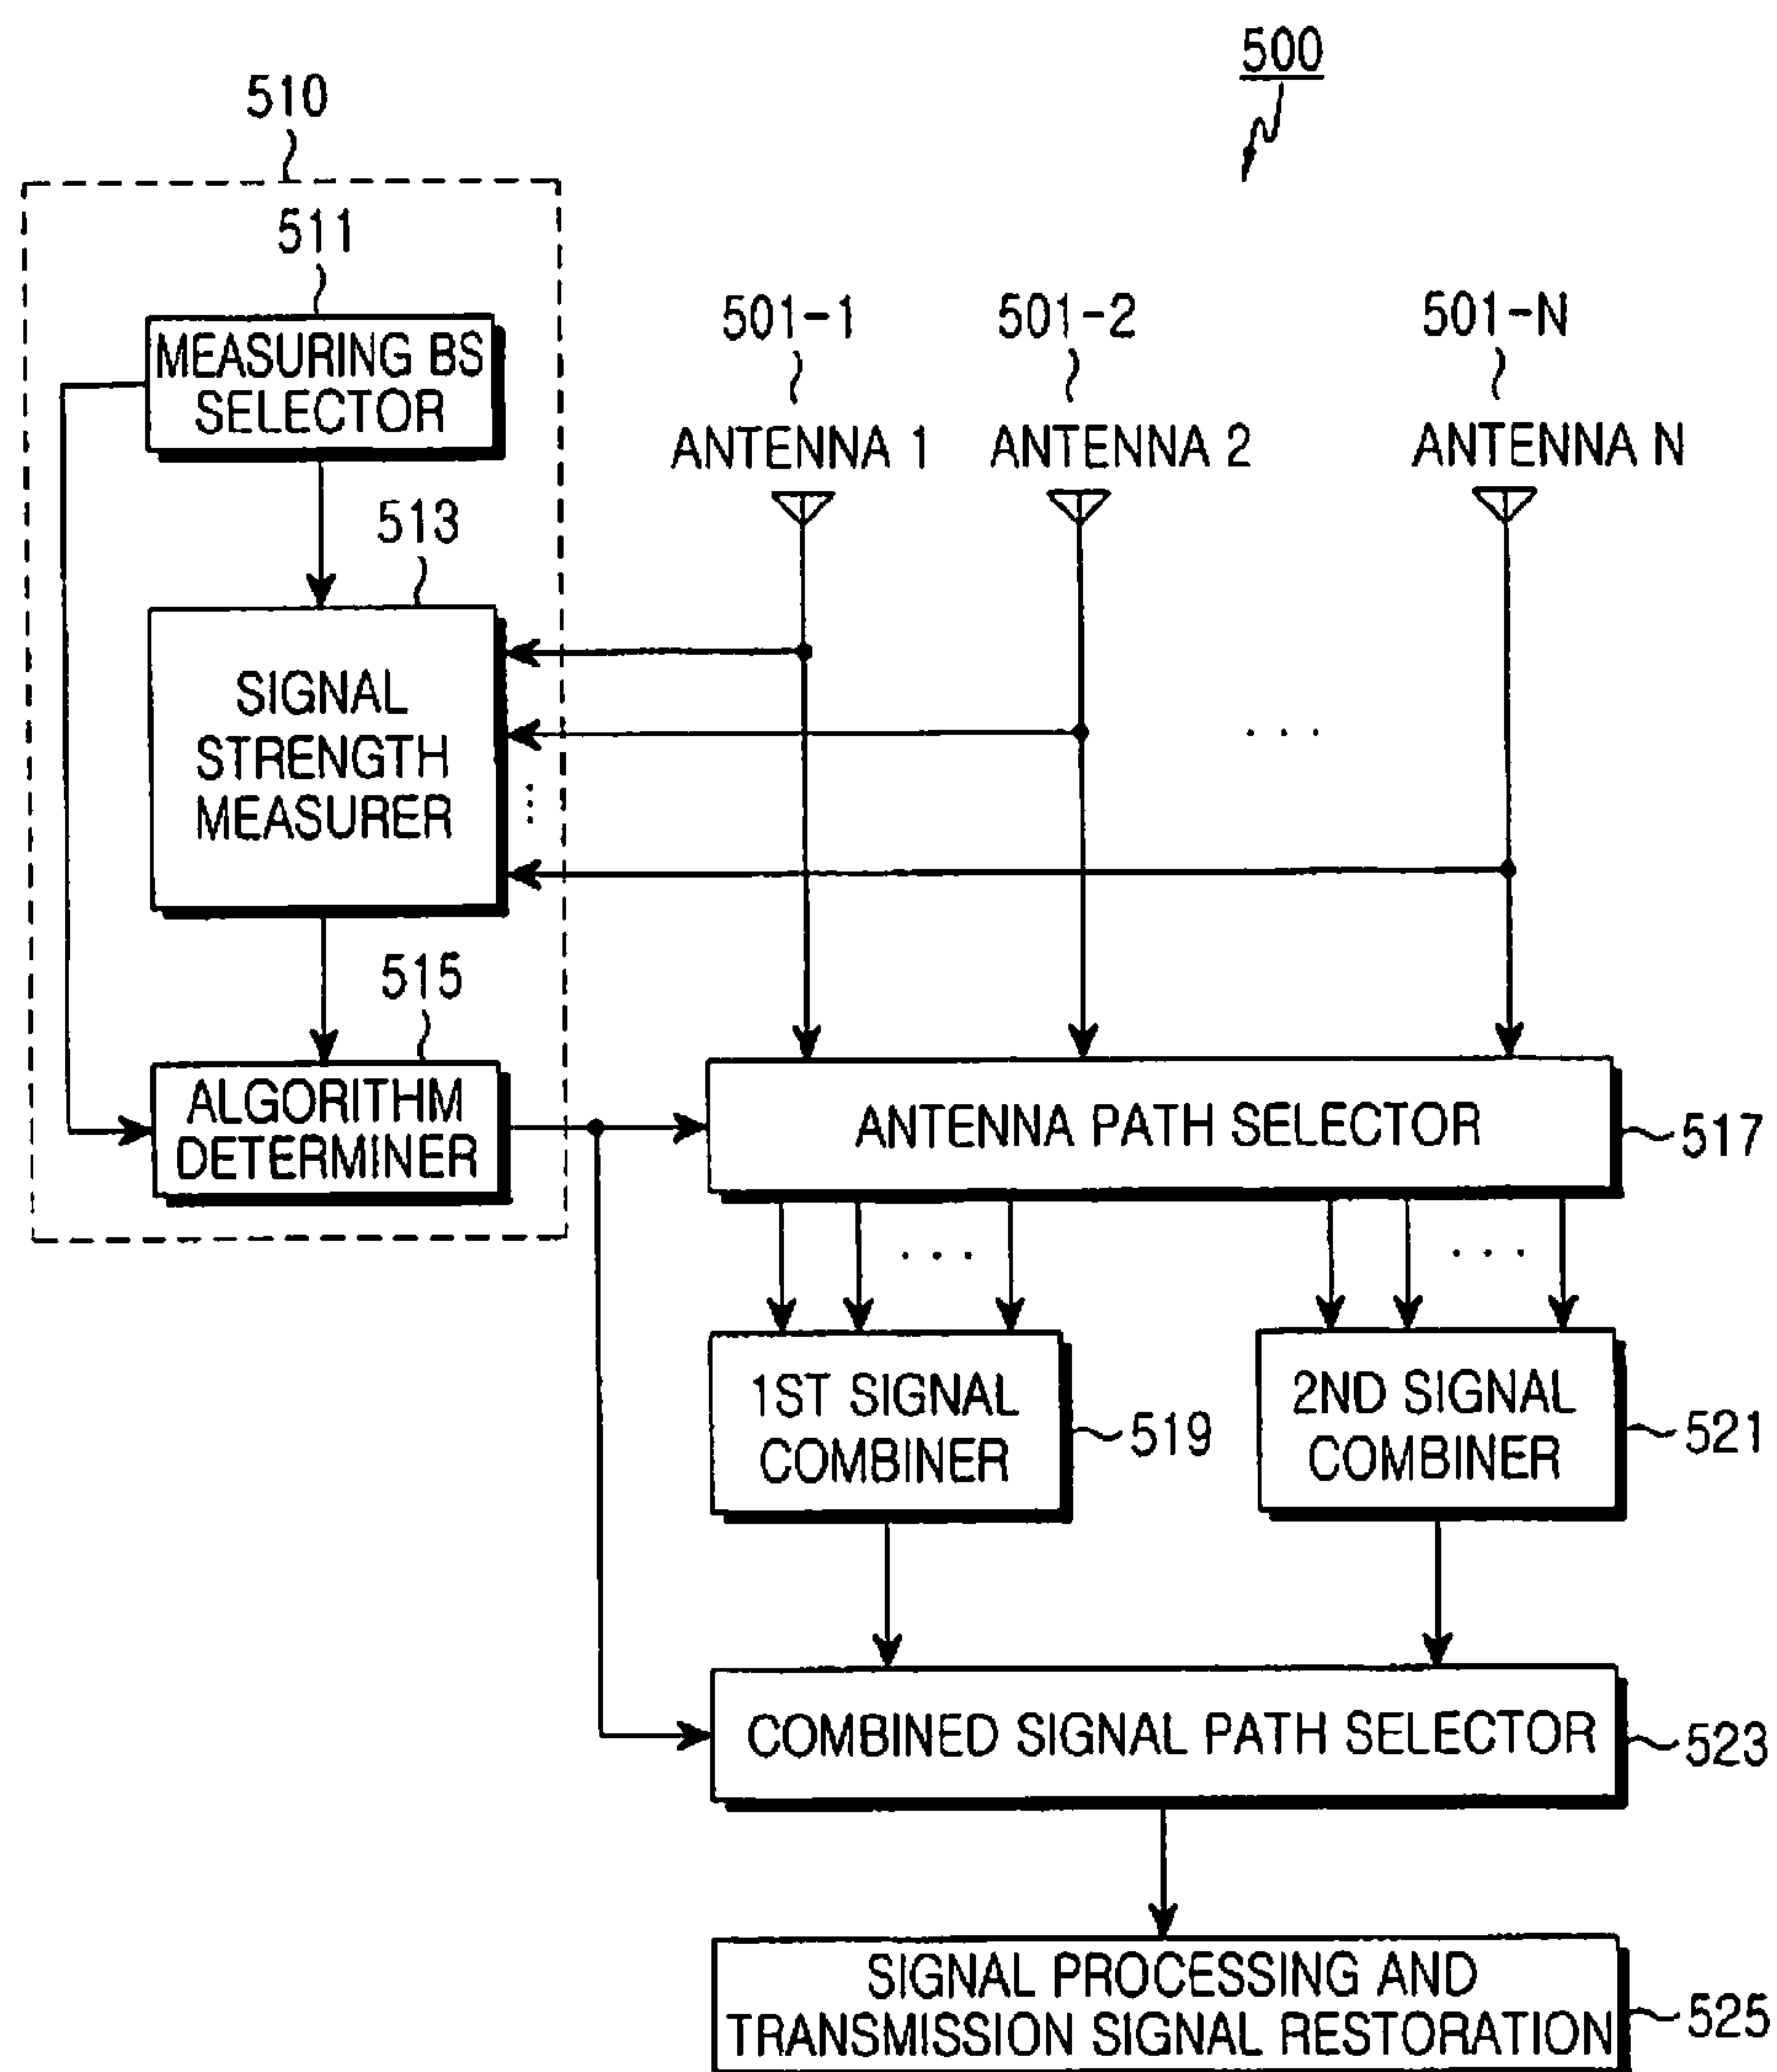 500
510
511
MEASURING BS
SELECTOR
501-1
501-2
501-N
ANTENNA 1
ANTENNA 2
ANTENNA N
513
SIGNAL
STRENGTH
MEASURER
515
ALGORITHM
DETERMINER
ANTENNA PATH SELECTOR
517
1ST SIGNAL
COMBINER
519
2ND SIGNAL
COMBINER
521
COMBINED SIGNAL PATH SELECTOR
523
SIGNAL PROCESSING AND
TRANSMISSION SIGNAL RESTORATION
525